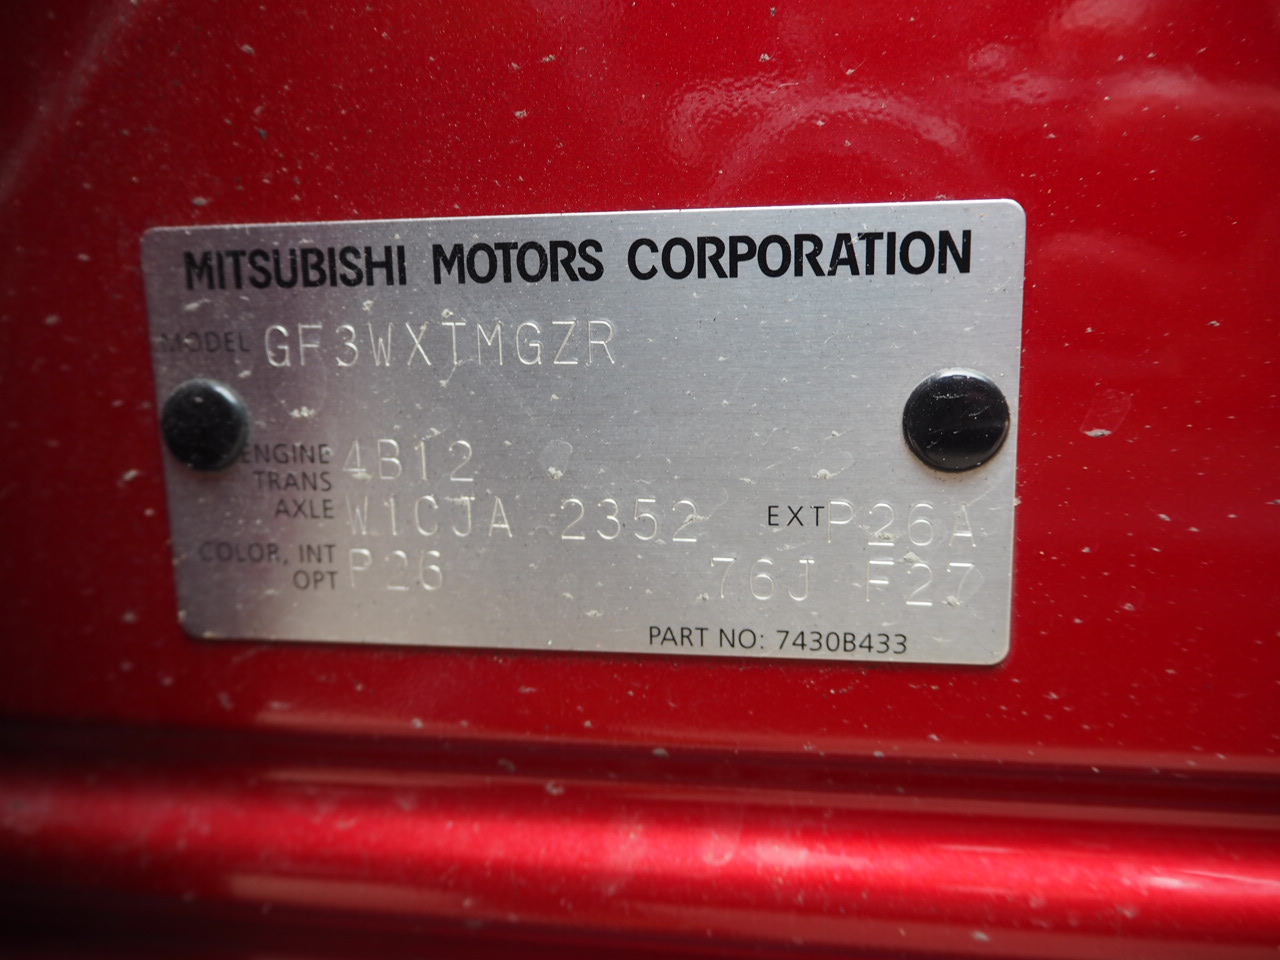 MITSUBISHI MOTORS CORPORATION
MODEL GF3WXTMGZR
ENGINE 4B12
TRANS
AXLE W1CJA 2352 EXT P26A
COLOR, INT P26 76J F27
OPT
PART NO: 7430B433